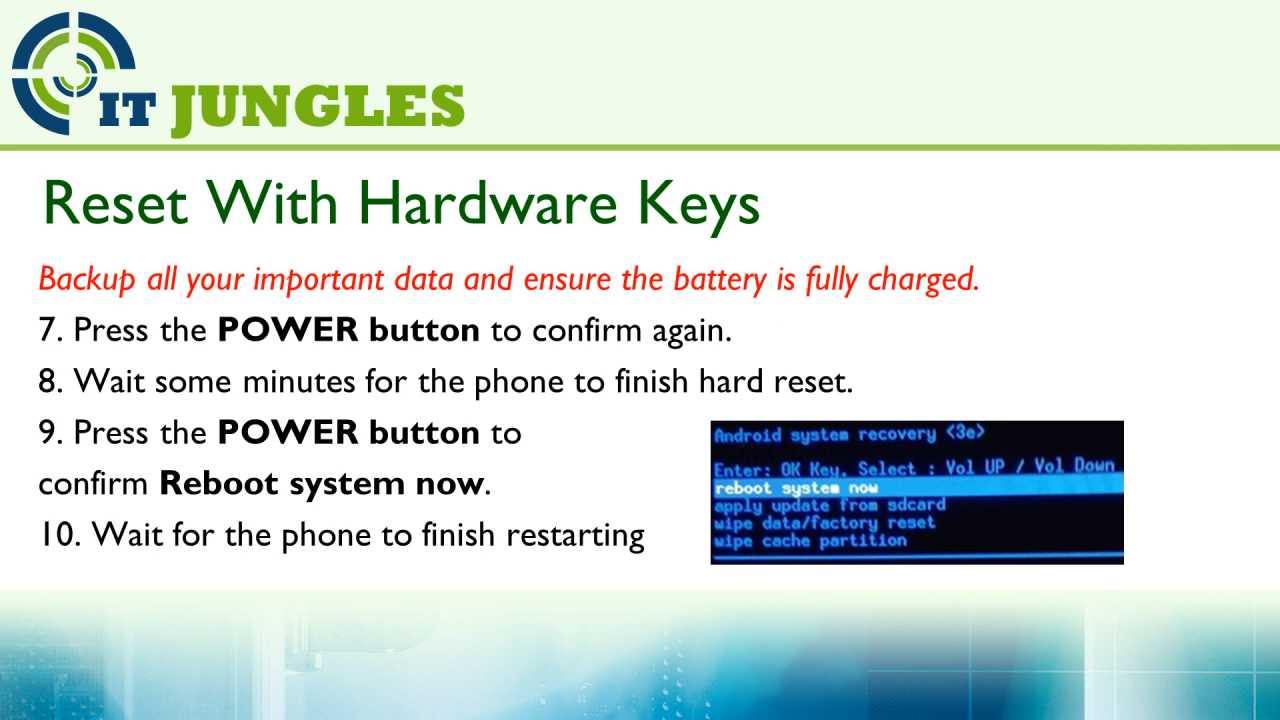 IT JUNGLES
Reset With Hardware Keys
Backup all your important data and ensure the battery is fully charged.
7. Press the POWER button to confirm again.
8. Wait some minutes for the phone to finish hard reset.
9. Press the POWER button to
confirm Reboot system now.
10. Wait for the phone to finish restarting
Android system recovery <3e>
Enter: OK Key, Select : Vol UP / Vol Down
reboot system now
apply update from sdcard
wipe data/factory reset
wipe cache partition